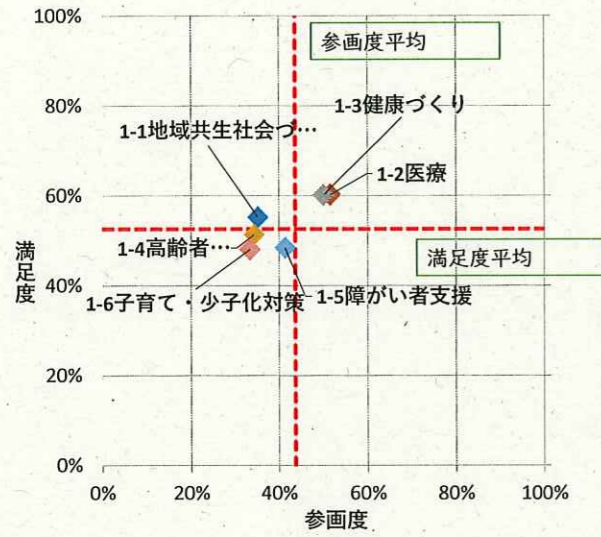 100%
参画度平均
80%
1-3健康づくり
1-1地域共生社会づ…
1-2医療
60%
満足度
1-4高齢者…
満足度平均
40%
1-6子育て・少子化対策
1-5障がい者支援
20%
0%
0%
20%
40%
60%
80%
100%
参画度